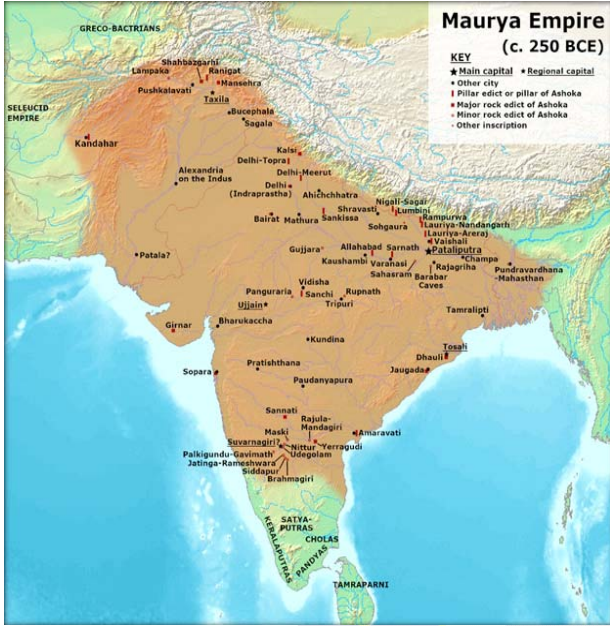 GRECO-BACTRIANS
Maurya Empire
(c. 250 BCE)
KEY
Main capital
Regional capital
Other city
Pillar edict or pillar of Ashoka
Major rock edict of Ashoka
Minor rock edict of Ashoka
Other inscription
Shahbazgarhi
Lampaka
Ranigat
Mansehra
Pushkalavati
Taxila
SELEUCID
EMPIRE
Bucephala
Sagala
Kandahar
Kalsi
Delhi-Topra
Alexandria
on the Indus
Delhi-Meerut
Delhi
(Indraprastha)
Ahichchhatra
Nigali-Sagar
Shravasti
Lumbini
Rampurwa
Bairat
Mathura
Sankissa
Lauriya-Nandangarh
Sohgaura
Lauriya-Areraj
Vaishali
Gujjara
Allahabad
Sarnath
Pataliputra
Patala?
Kaushambi
Varanasi
Champa
Sahasram
Rajagriha
Pundravardhana
-Mahasthan
Barabar
Caves
Vidisha
Panguraria
Sanchi
Rupnath
Tripuri
Ujjain
Tamralipti
Girnar
Bharukaccha
Kundina
Tosali
Dhauli
Sopara
Pratishthana
Jaugada
Paudanyapura
Sannati
Rajula-
Mandagiri
Maski
Amaravati
Suvarnagiri?
Nittur
Yerragudi
Palkigundu-Gavimath
Udegolam
Jatinga-Rameshwara
Siddapur
Brahmagiri
SATYA-
PUTRAS
KERALAPUTRAS
CHOLAS
PANDYAS
TAMRAPARNI